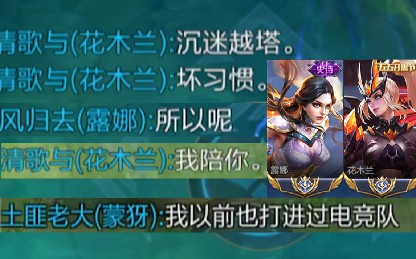 清歌与(花木兰):沉迷越塔。
清歌与(花木兰):坏习惯。
风归去(露娜):所以呢
清歌与(花木兰):我陪你。
土匪老大(蒙犽):我以前也打进过电竞队
史诗
露娜
花木兰